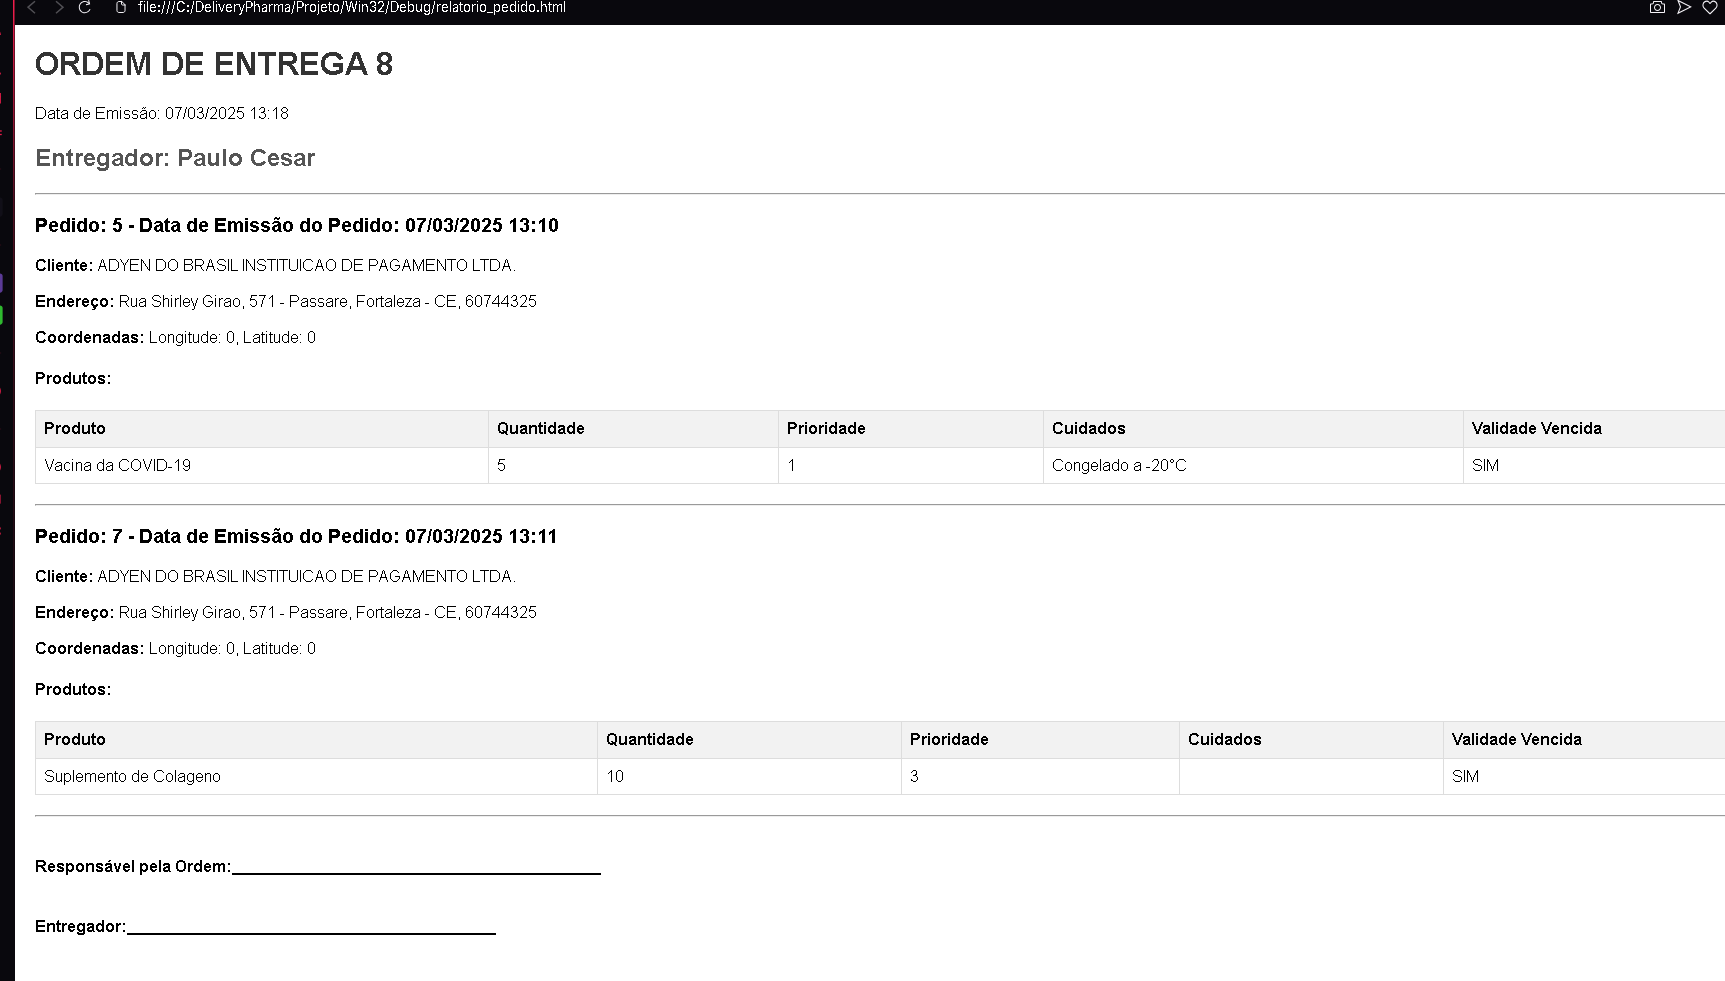 file:///C:/DeliveryPharma/Projeto/Win32/Debug/relatorio_pedido.html
ORDEM DE ENTREGA 8
Data de Emissão: 07/03/2025 13:18
Entregador: Paulo Cesar
Pedido: 5 - Data de Emissão do Pedido: 07/03/2025 13:10
Cliente: ADYEN DO BRASIL INSTITUICAO DE PAGAMENTO LTDA.
Endereço: Rua Shirley Girao, 571 - Passare, Fortaleza - CE, 60744325
Coordenadas: Longitude: 0, Latitude: 0
Produtos:
Produto Quantidade Prioridade Cuidados Validade Vencida
Vacina da COVID-19 5 1 Congelado a -20°C SIM
Pedido: 7 - Data de Emissão do Pedido: 07/03/2025 13:11
Cliente: ADYEN DO BRASIL INSTITUICAO DE PAGAMENTO LTDA.
Endereço: Rua Shirley Girao, 571 - Passare, Fortaleza - CE, 60744325
Coordenadas: Longitude: 0, Latitude: 0
Produtos:
Produto Quantidade Prioridade Cuidados Validade Vencida
Suplemento de Colageno 10 3 SIM
Responsável pela Ordem:
Entregador: